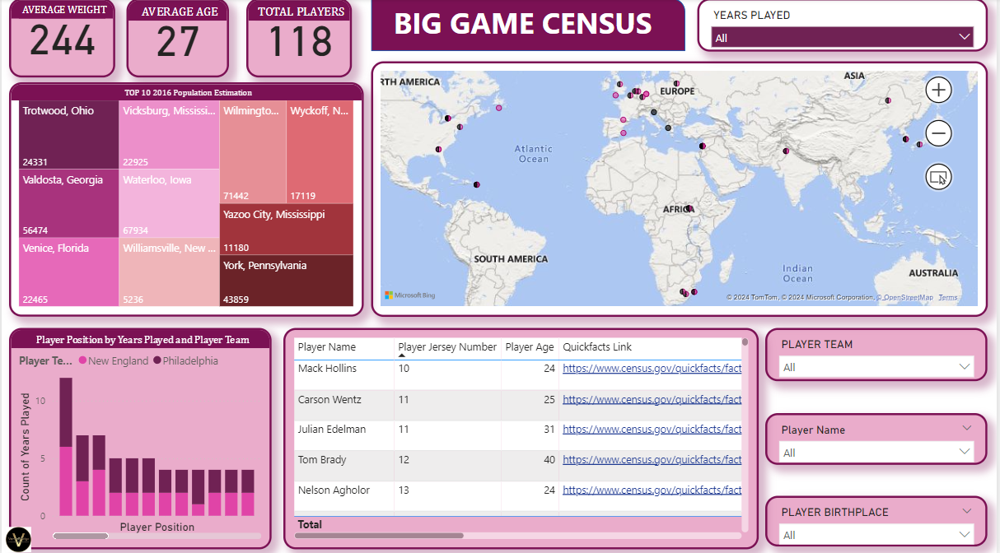 AVERAGE WEIGHT
244
AVERAGE AGE
27
TOTAL PLAYERS
118
BIG GAME CENSUS
YEARS PLAYED
All
TOP 10 2016 Population Estimation
Trotwood, Ohio
24331
Vicksburg, Mississi...
22925
Wilmingto...
71442
Wyckoff, N...
17119
Valdosta, Georgia
56474
Waterloo, Iowa
67934
Yazoo City, Mississippi
11180
Venice, Florida
22465
Williamsville, New ...
5236
York, Pennsylvania
43859
RTH AMERICA
EUROPE
ASIA
Atlantic
Ocean
AFRICA
SOUTH AMERICA
Indian
Ocean
AUSTRALIA
Microsoft Bing
© 2024 TomTom, © 2024 Microsoft Corporation, © OpenStreetMap Terms
Player Position by Years Played and Player Team
Player Te... New England Philadelphia
Count of Years Played
10
5
0
Player Position
V
Player Name Player Jersey Number Player Age Quickfacts Link
Mack Hollins 10 24 https://www.census.gov/quickfacts/fact
Carson Wentz 11 25 https://www.census.gov/quickfacts/fact
Julian Edelman 11 31 https://www.census.gov/quickfacts/fact
Tom Brady 12 40 https://www.census.gov/quickfacts/fact
Nelson Agholor 13 24 https://www.census.gov/quickfacts/fact
Total
PLAYER TEAM
All
Player Name
All
PLAYER BIRTHPLACE
All